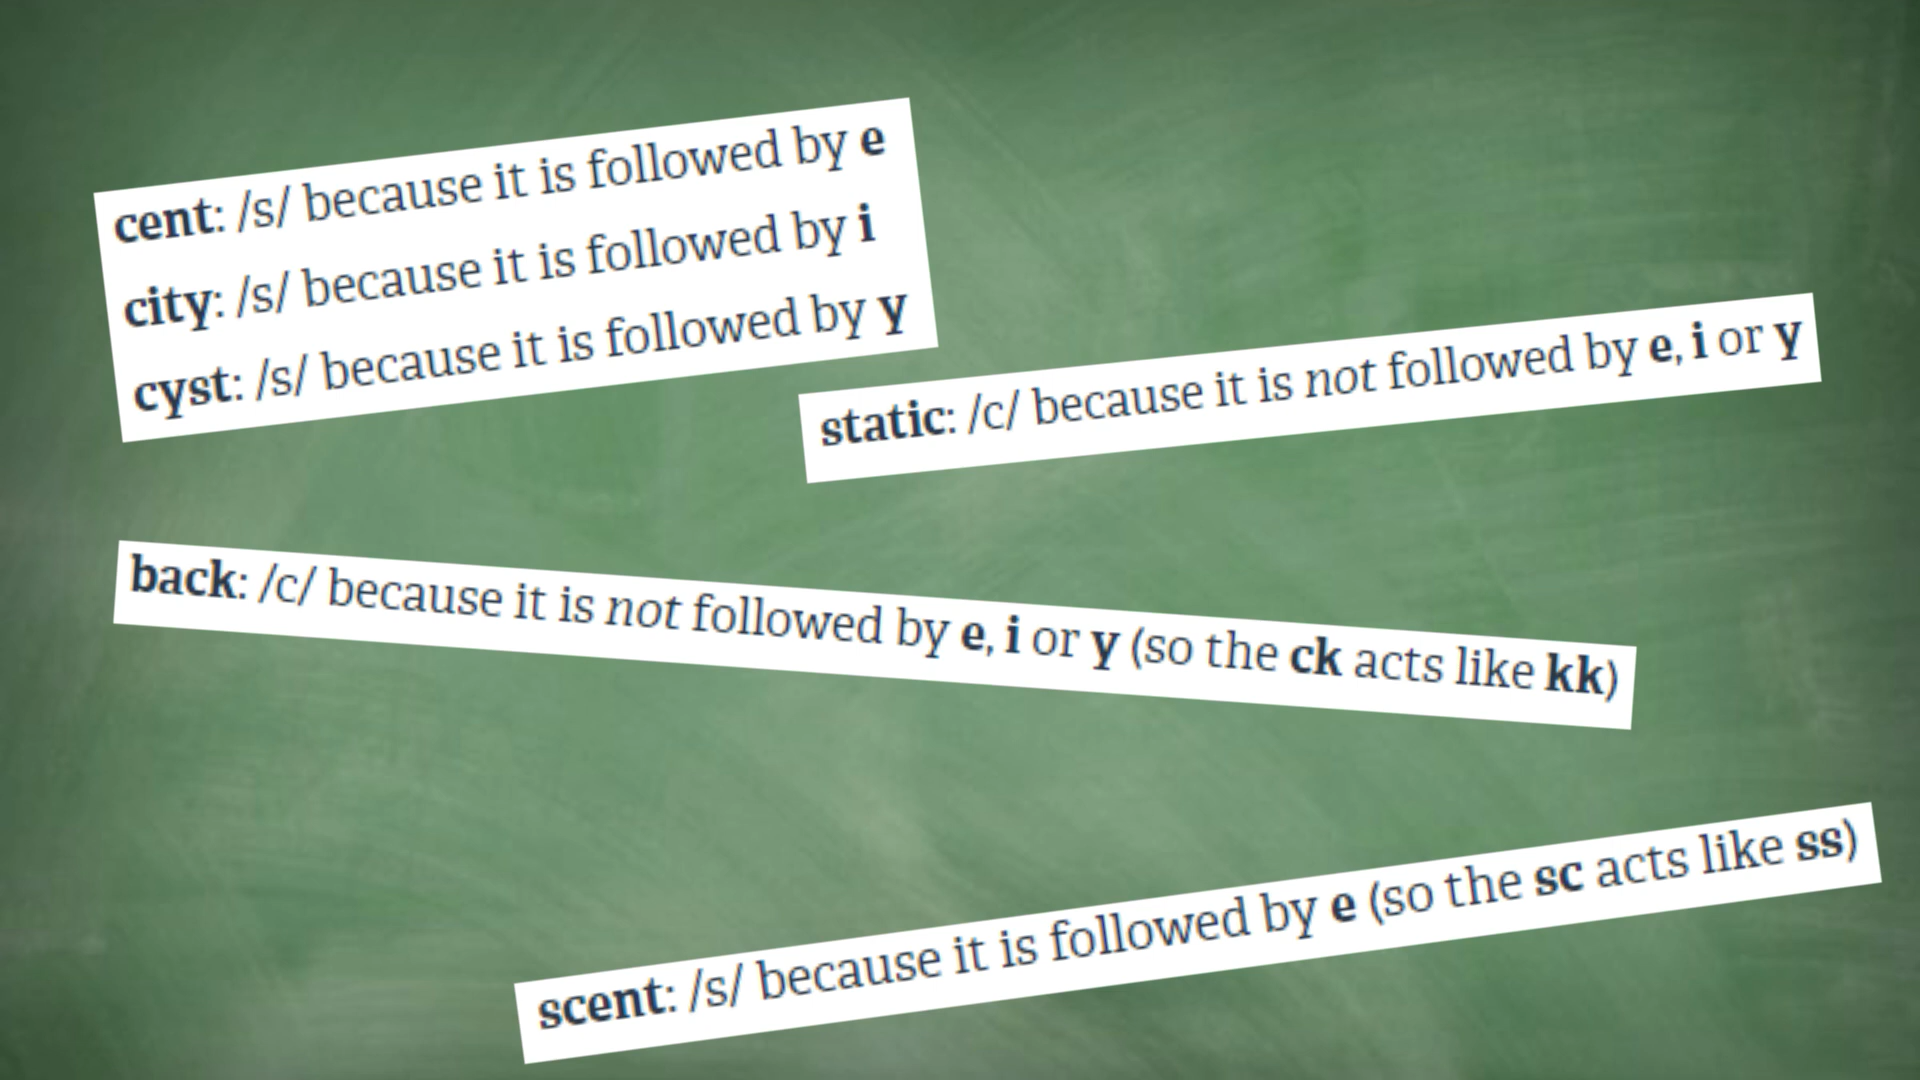 cent: /s/ because it is followed by e
city: /s/ because it is followed by i
cyst: /s/ because it is followed by y
static: /c/ because it is not followed by e, i or y
back: /c/ because it is not followed by e, i or y (so the ck acts like kk)
scent: /s/ because it is followed by e (so the sc acts like ss)